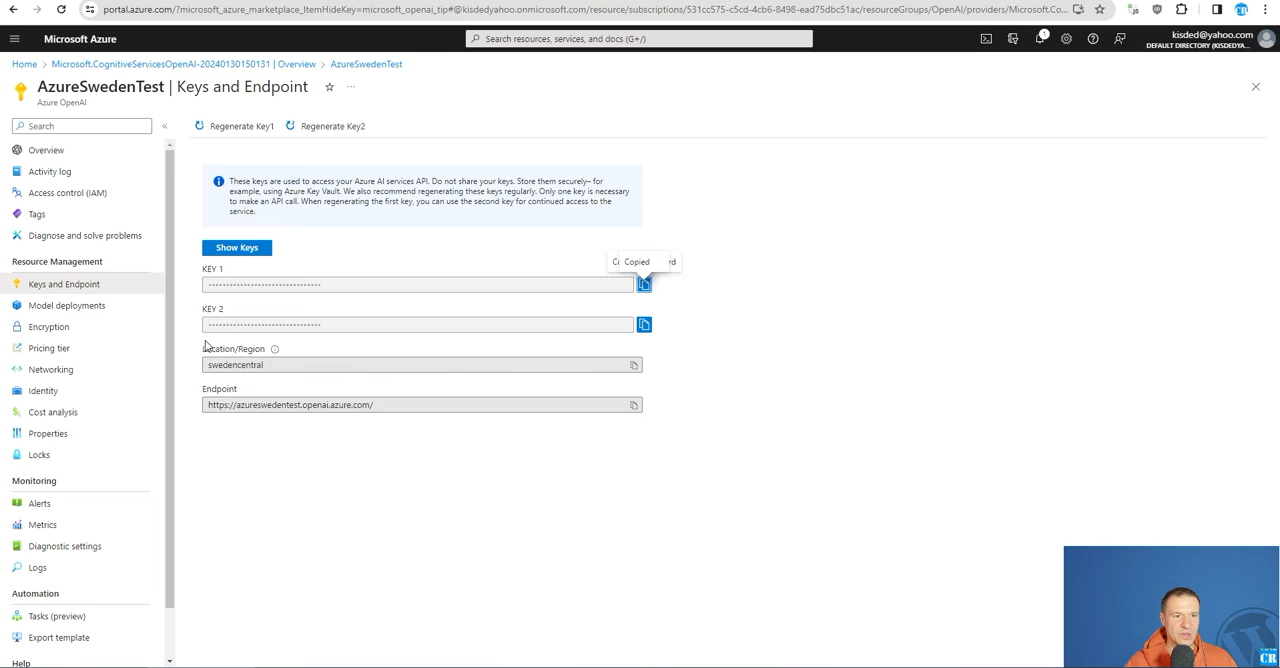 portal.azure.com/?microsoft_azure_marketplace_ItemHideKey=microsoft_openai_tip#@kisdedyahoo.onmicrosoft.com/resource/subscriptions/531cc575-c5cd-4cb6-8498-ead75dbc51ac/resourceGroups/OpenAI/providers/Microsoft.Co...
Microsoft Azure
Search resources, services, and docs (G+/)
1
kisded@yahoo.com
DEFAULT DIRECTORY (KISDEDYA...
Home > Microsoft.CognitiveServicesOpenAI-20240130150131 | Overview > AzureSwedenTest
AzureSwedenTest | Keys and Endpoint
Azure OpenAI
Search
Regenerate Key1
Regenerate Key2
Overview
Activity log
Access control (IAM)
Tags
Diagnose and solve problems
Resource Management
Keys and Endpoint
Model deployments
Encryption
Pricing tier
Networking
Identity
Cost analysis
Properties
Locks
Monitoring
Alerts
Metrics
Diagnostic settings
Logs
Automation
Tasks (preview)
Export template
Help
These keys are used to access your Azure AI services API. Do not share your keys. Store them securely– for
example, using Azure Key Vault. We also recommend regenerating these keys regularly. Only one key is necessary
to make an API call. When regenerating the first key, you can use the second key for continued access to the
service.
Show Keys
Copied
KEY 1
KEY 2
Location/Region
swedencentral
Endpoint
https://azureswedentest.openai.azure.com/
CR